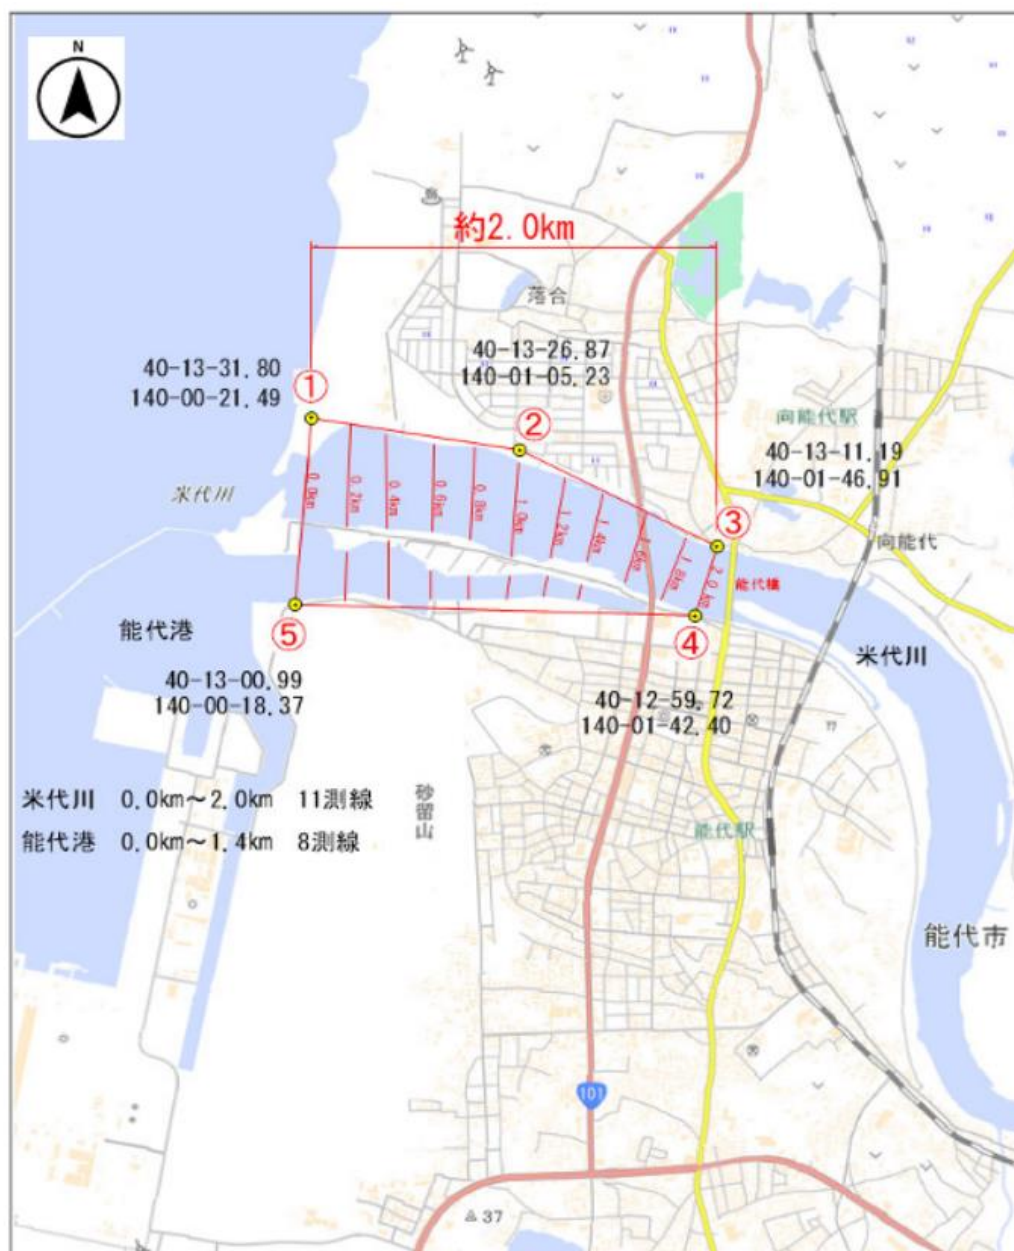 N
約2.0km
落合
40-13-31.80
140-00-21.49
①
40-13-26.87
140-01-05.23
②
向能代駅
40-13-11.19
140-01-46.91
③
米代川
0.0km
0.2km
0.4km
0.6km
0.8km
1.0km
1.2km
1.4km
1.6km
1.8km
2.0km
能代橋
向能代
⑤
④
能代港
米代川
40-13-00.99
140-00-18.37
40-12-59.72
140-01-42.40
米代川 0.0km~2.0km 11測線
能代港 0.0km~1.4km 8測線
砂留山
能代駅
能代市
101
37